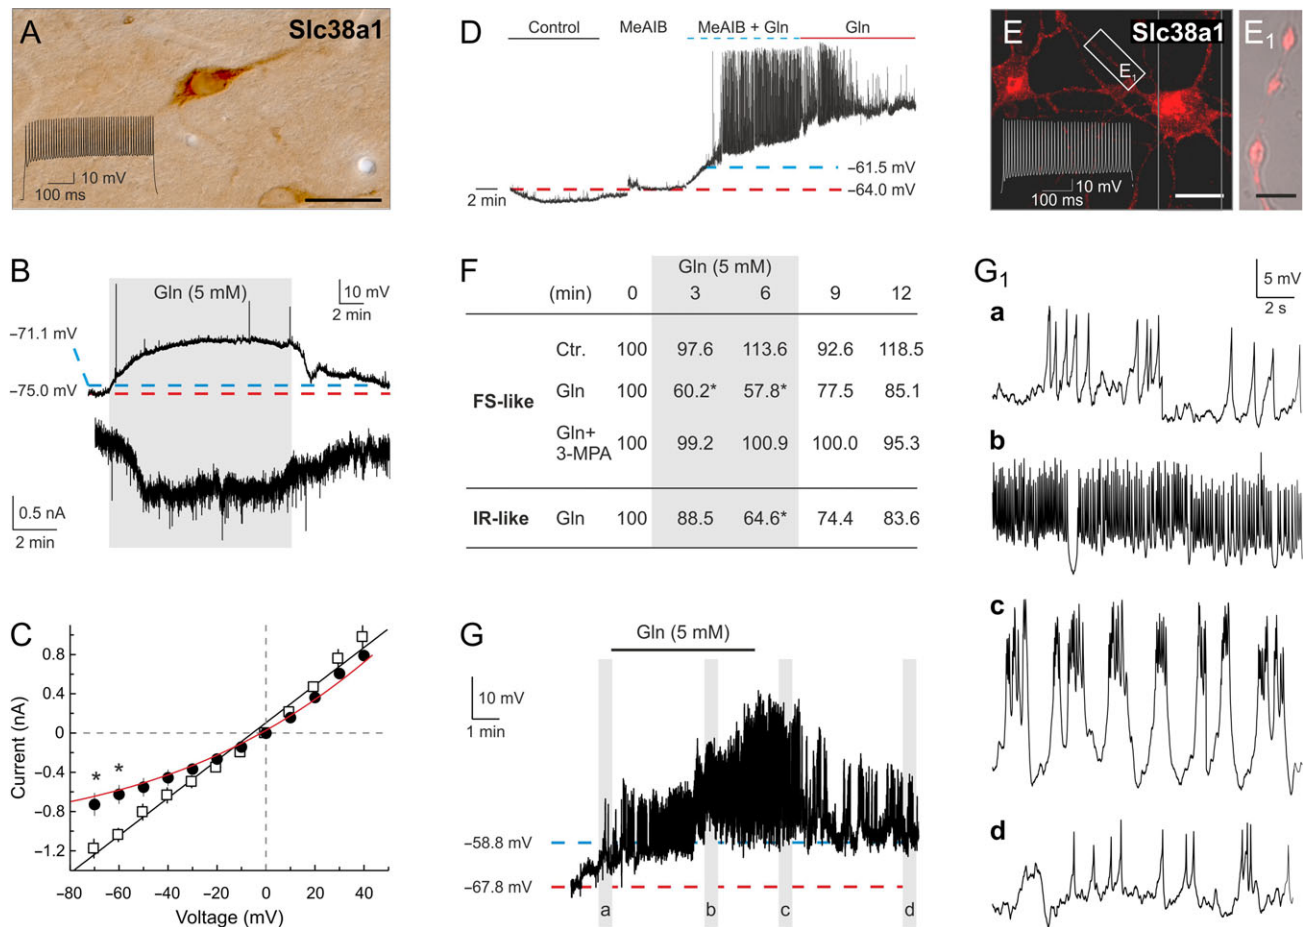 A
Slc38a1
10 mV
100 ms
D
Control
MeAIB
MeAIB + Gln
Gln
–61.5 mV
–64.0 mV
2 min
E
Slc38a1
E1
10 mV
100 ms
E1
B
Gln (5 mM)
10 mV
2 min
–71.1 mV
–75.0 mV
0.5 nA
2 min
F
Gln (5 mM)
(min) 0 3 6 9 12
Ctr. 100 97.6 113.6 92.6 118.5
FS-like Gln 100 60.2* 57.8* 77.5 85.1
Gln+
3-MPA 100 99.2 100.9 100.0 95.3
IR-like Gln 100 88.5 64.6* 74.4 83.6
G1
5 mV
2 s
a
b
c
d
C
Current (nA)
0.8
0.4
0
–0.4
–0.8
–1.2
* *
–80 –60 –40 –20 0 20 40
Voltage (mV)
G
Gln (5 mM)
10 mV
1 min
–58.8 mV
–67.8 mV
a b c d